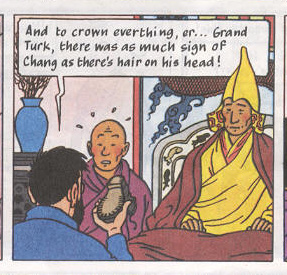 And to crown everthing, er... Grand
Turk, there was as much sign of
Chang as there's hair on his head!